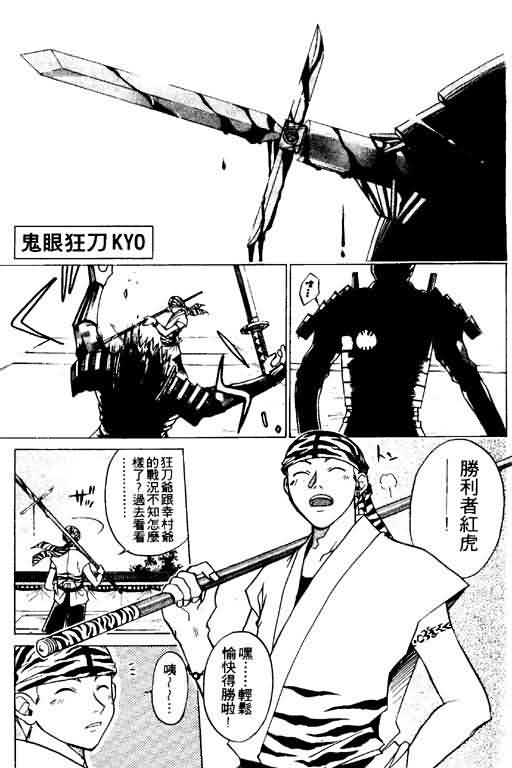 鬼眼狂刀KYO
勝利者紅虎
——！
狂刀爺跟幸村爺
的戰況不知怎麼
樣了？過去看看
………
嘿…輕鬆
愉快得勝啦！
咦
～～…